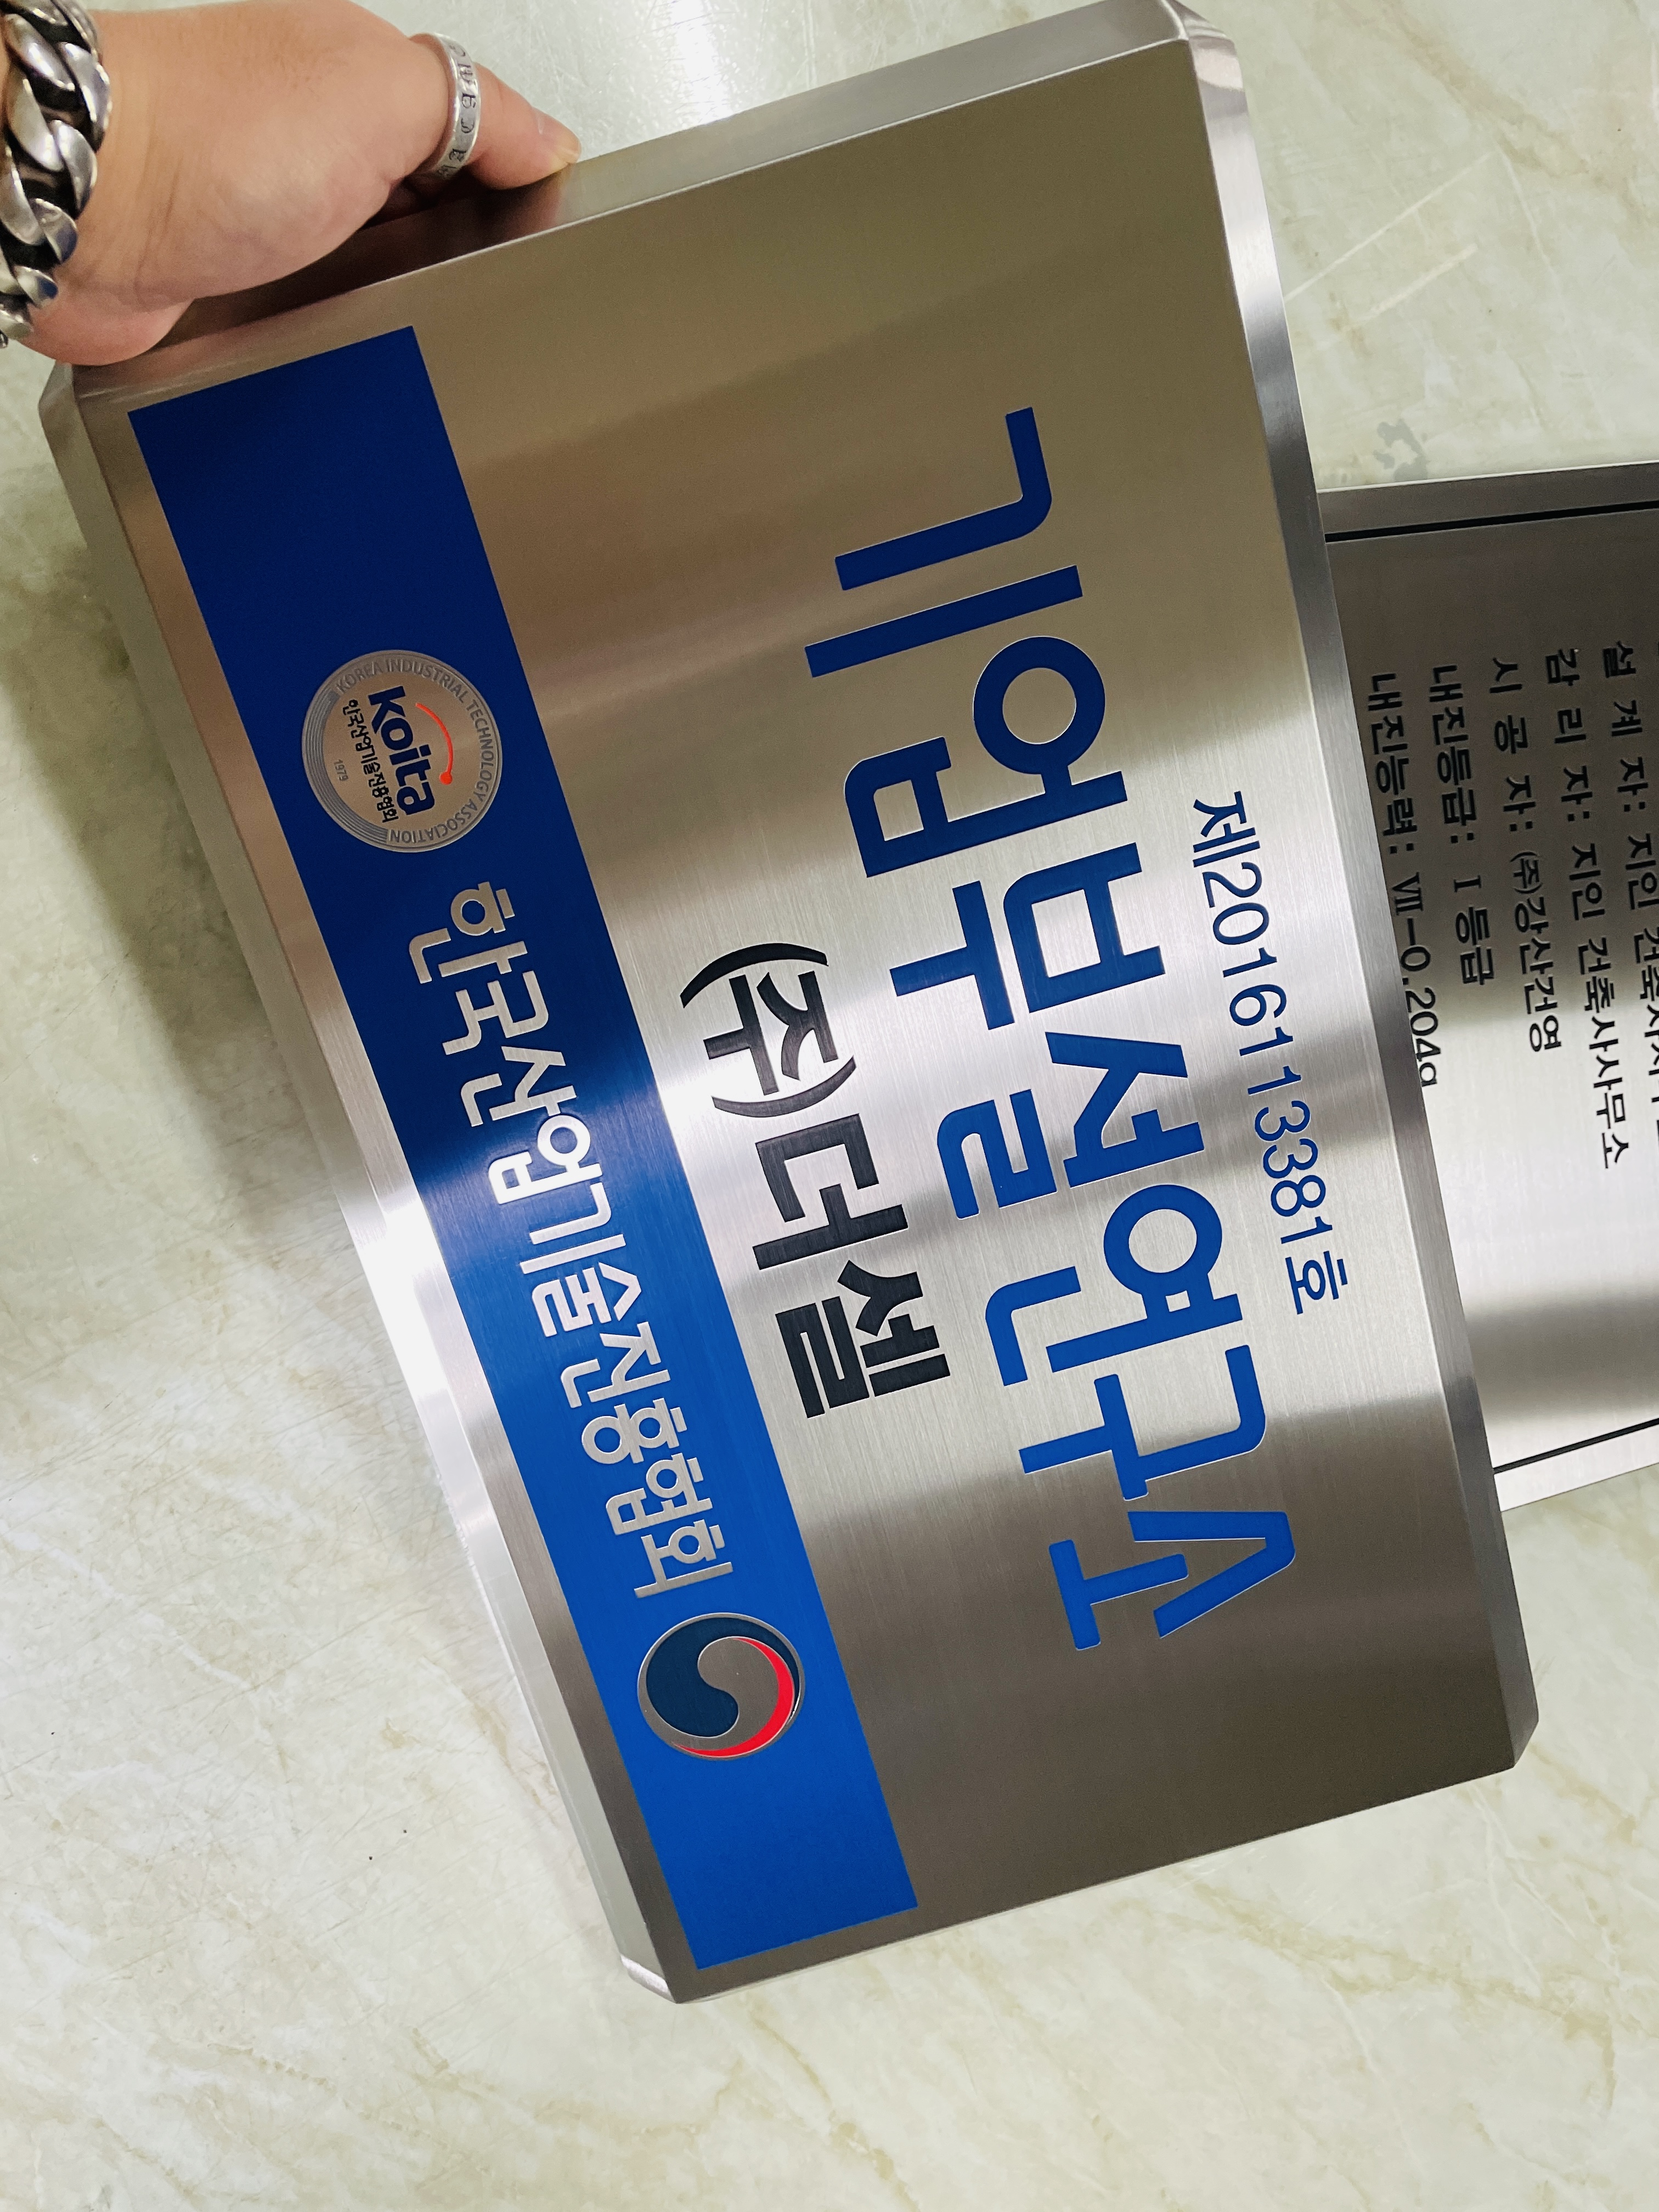 제2016113381호
기업부설연구소
(주)더셀
KOREA INDUSTRIAL TECHNOLOGY ASSOCIATION
koita
한국산업기술진흥협회
1979
한국산업기술진흥협회
설 계 자: 지인 건축사사
감 리 자: 지인 건축사사무소
시 공 자: (주)강산건영
내진등급: Ⅰ 등급
내진능력: Ⅶ-0.204g